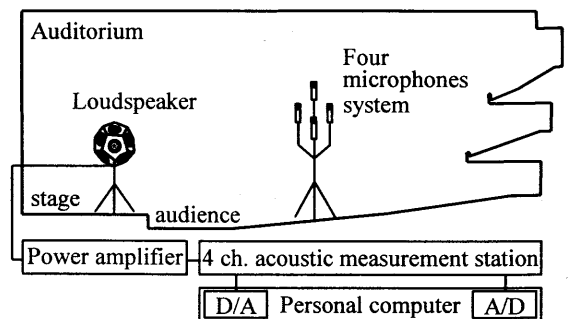 Auditorium
Four
microphones
system
Loudspeaker
stage
audience
Power amplifier
4 ch. acoustic measurement station
D/A
Personal computer
A/D